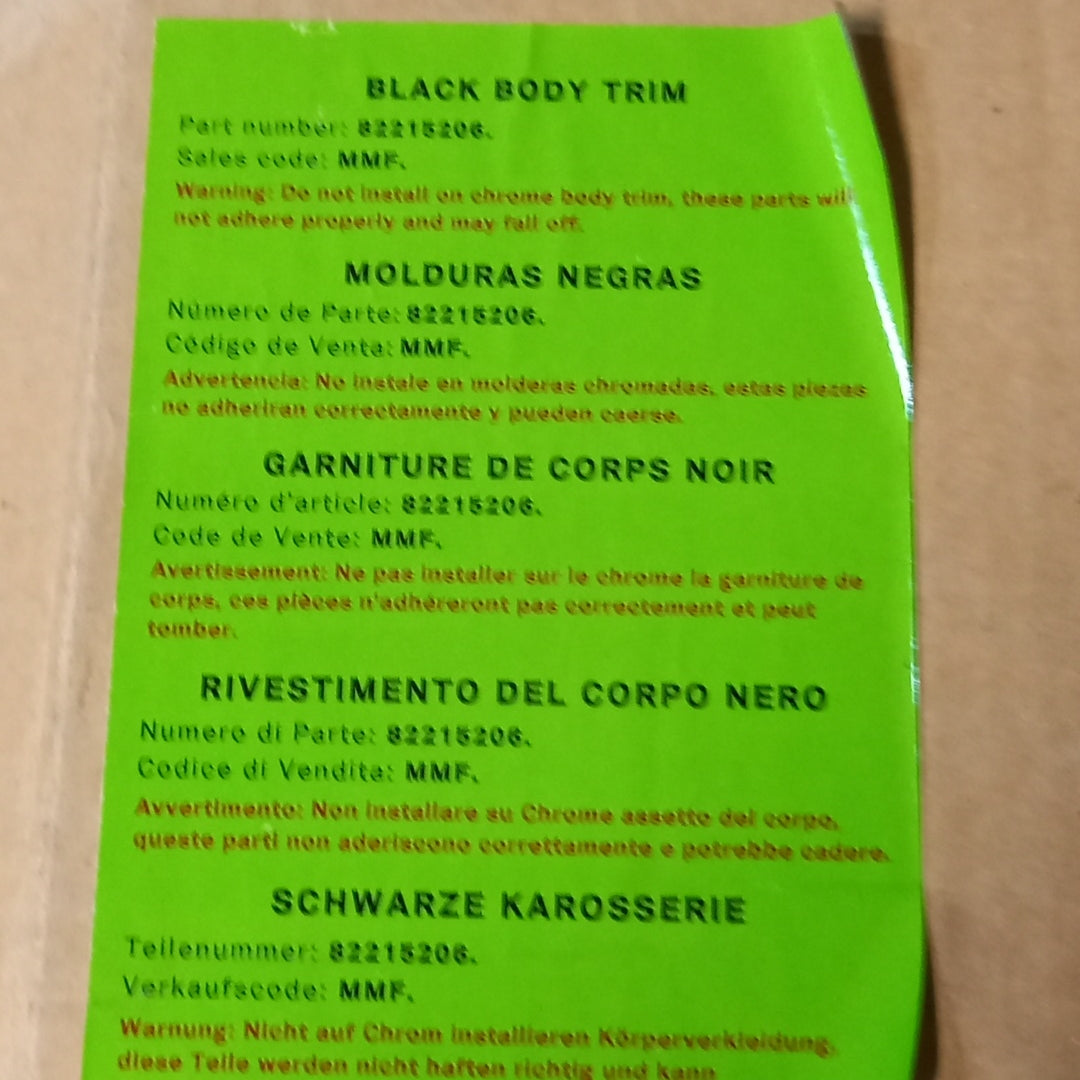 BLACK BODY TRIM
Part number: 82215206.
Sales code: MMF.
Warning: Do not install on chrome body trim, these parts will
not adhere properly and may fall off.
MOLDURAS NEGRAS
Número de Parte: 82215206.
Código de Venta: MMF.
Advertencia: No instale en molderas chromadas, estas piezas
no adheriran correctamente y pueden caerse.
GARNITURE DE CORPS NOIR
Numéro d'article: 82215206.
Code de Vente: MMF.
Avertissement: Ne pas installer sur le chrome la garniture de
corps, ces pièces n'adhéreront pas correctement et peut
tomber.
RIVESTIMENTO DEL CORPO NERO
Numero di Parte: 82215206.
Codice di Vendita: MMF.
Avvertimento: Non installare su Chrome assetto del corpo,
queste parti non aderiscono correttamente e potrebbe cadere.
SCHWARZE KAROSSERIE
Teilenummer: 82215206.
Verkaufscode: MMF.
Warnung: Nicht auf Chrom installieren Körperverkleidung,
diese Teile werden nicht haften richtig und kann